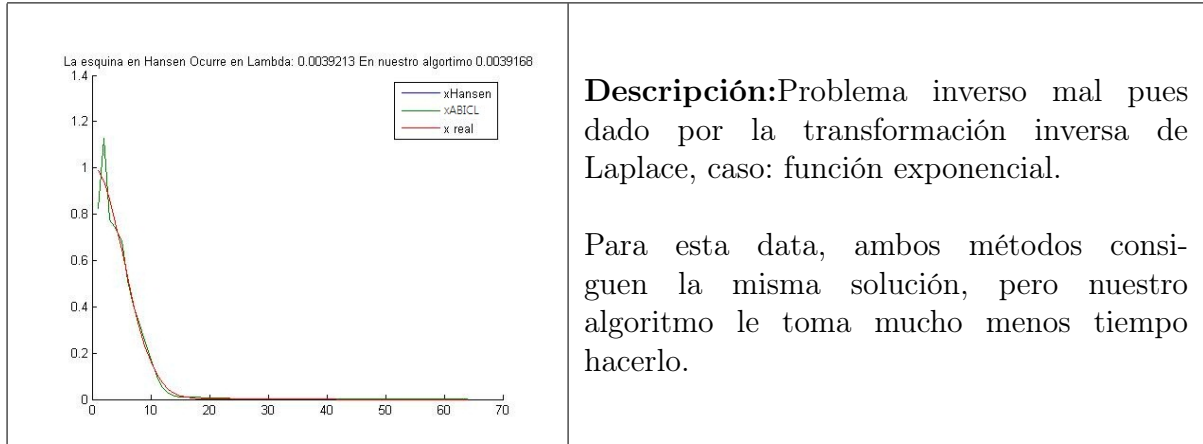 La esquina en Hansen Ocurre en Lambda: 0.0039213 En nuestro algortimo 0.0039168
1.4
1.2
1
0.8
0.6
0.4
0.2
0
0 10 20 30 40 50 60 70
xHansen
xABICL
x real
Descripción:Problema inverso mal pues
dado por la transformación inversa de
Laplace, caso: función exponencial.
Para esta data, ambos métodos consi-
guen la misma solución, pero nuestro
algoritmo le toma mucho menos tiempo
hacerlo.